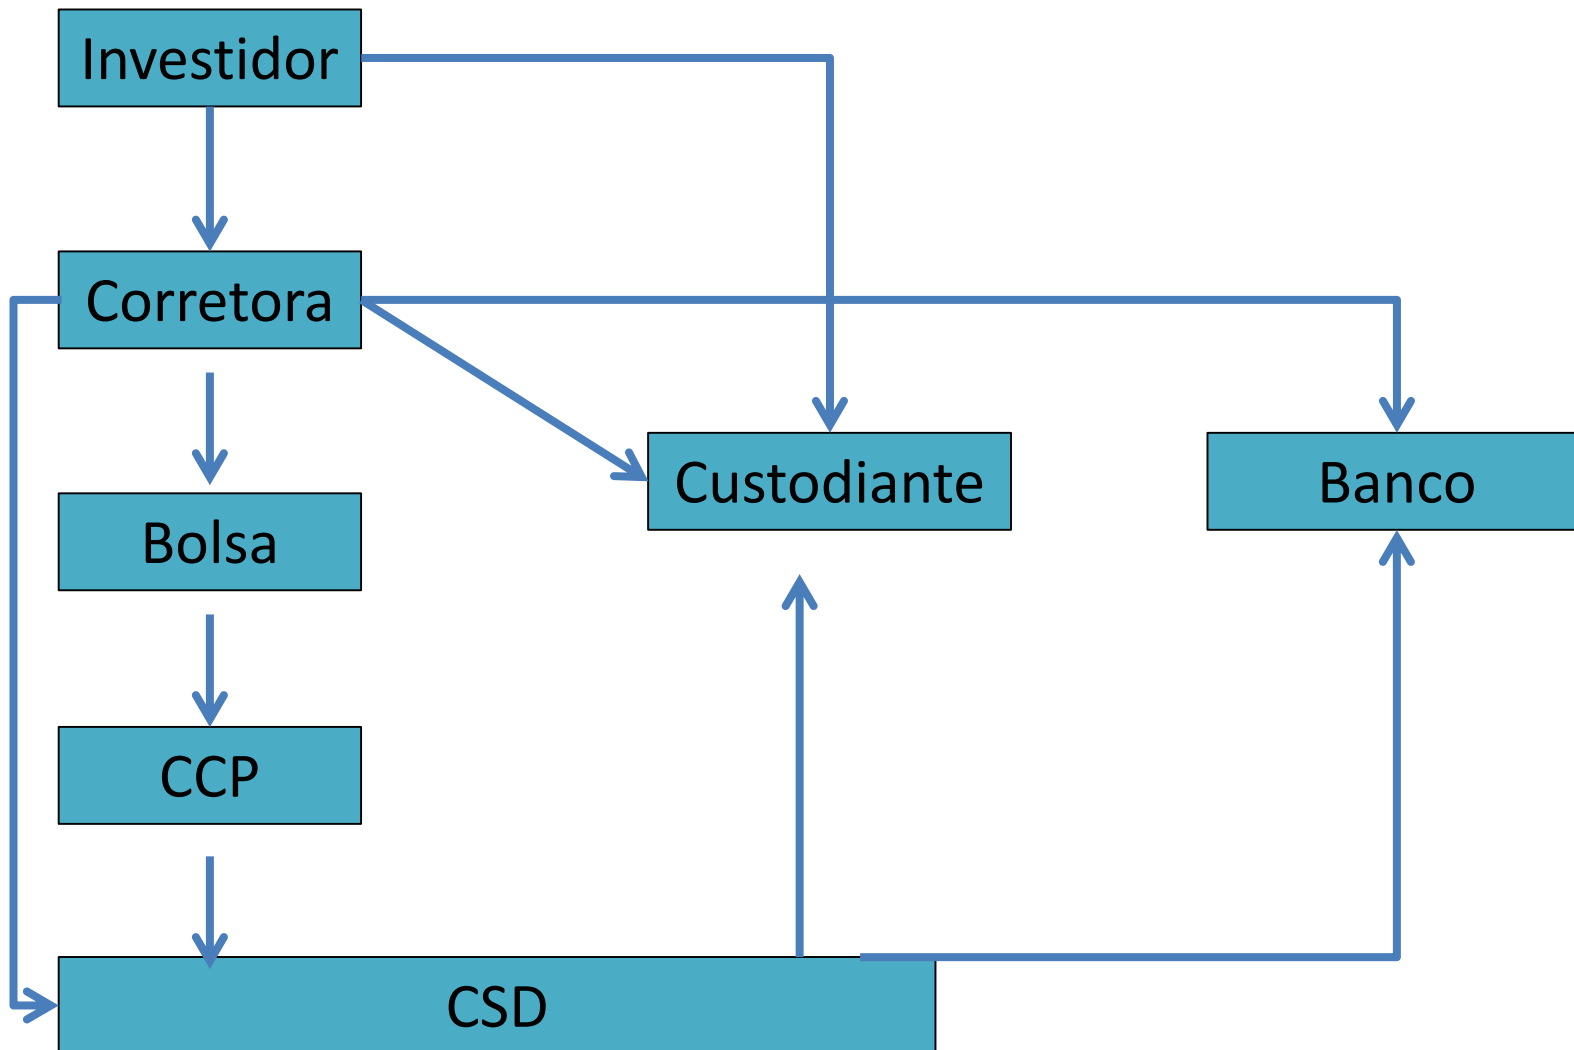 Investidor
Corretora
Custodiante
Banco
Bolsa
CCP
CSD